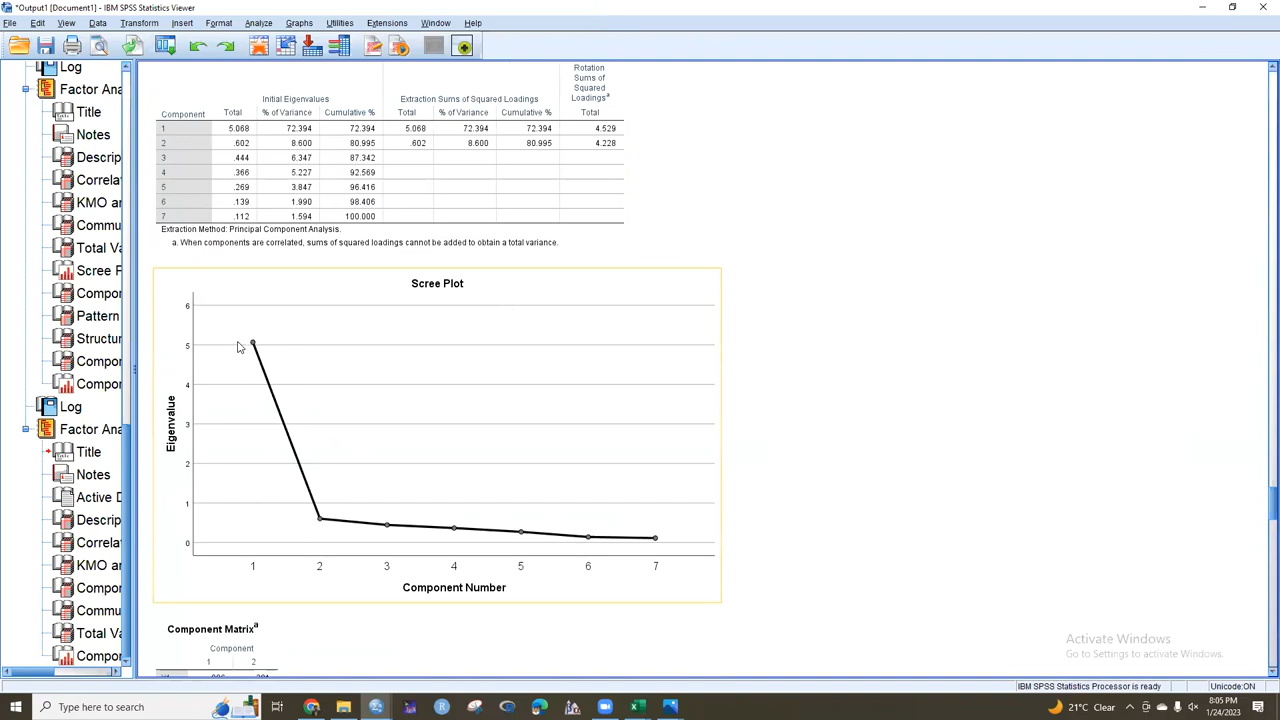 *Output1 [Document1] - IBM SPSS Statistics Viewer
File Edit View Data Transform Insert Format Analyze Graphs Utilities Extensions Window Help
Log
Factor Ana
Title
Notes
Descrip
Correla
KMO an
Commu
Total Va
Scree P
Compon
Pattern
Structur
Compo
Compo
Log
Factor Ana
Title
Notes
Active D
Descrip
Correla
KMO an
Compo
Commu
Total Va
Compo
Rotation
Sums of
Squared
Loadingsᵃ
Initial Eigenvalues Extraction Sums of Squared Loadings
Component Total % of Variance Cumulative % Total % of Variance Cumulative % Total
1 5.068 72.394 72.394 5.068 72.394 72.394 4.529
2 .602 8.600 80.995 .602 8.600 80.995 4.228
3 .444 6.347 87.342
4 .366 5.227 92.569
5 .269 3.847 96.416
6 .139 1.990 98.406
7 .112 1.594 100.000
Extraction Method: Principal Component Analysis.
a. When components are correlated, sums of squared loadings cannot be added to obtain a total variance.
Scree Plot
Eigenvalue
6
5
4
3
2
1
0
1 2 3 4 5 6 7
Component Number
Component Matrixᵃ
Component
1 2
Activate Windows
Go to Settings to activate Windows.
IBM SPSS Statistics Processor is ready Unicode:ON
Type here to search
21°C Clear
8:05 PM
1/24/2023